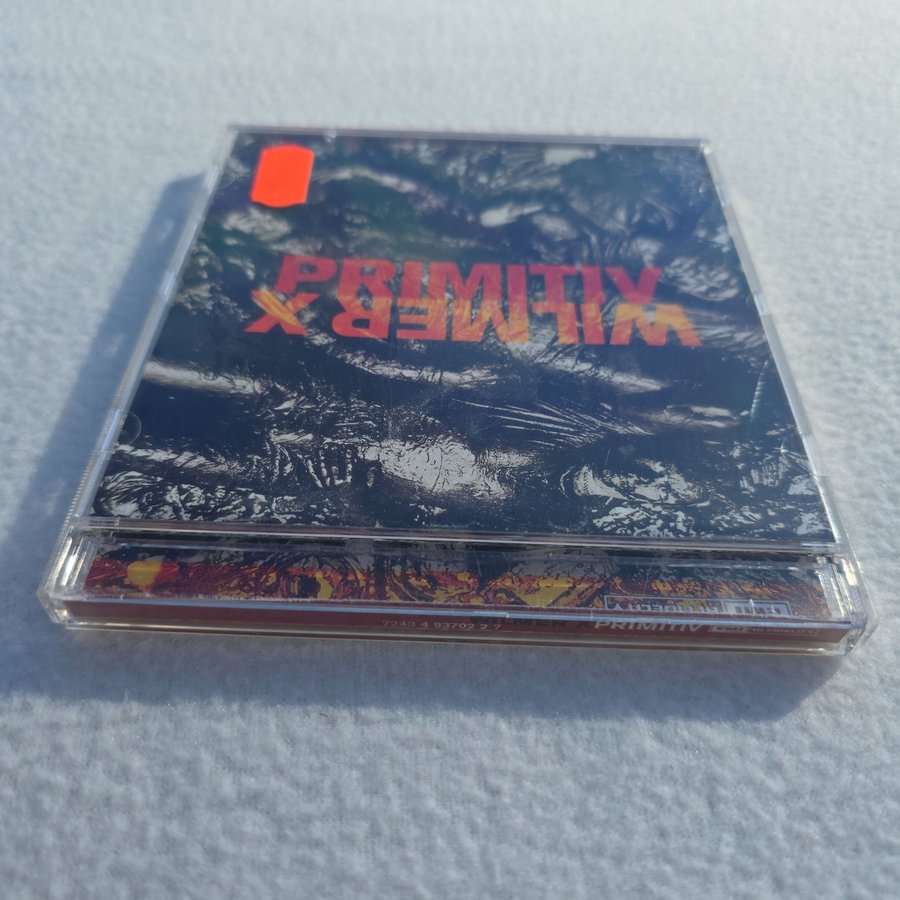 PRIMITIV
WILMER X
7243 4 93702 2 7
PRIMITIV